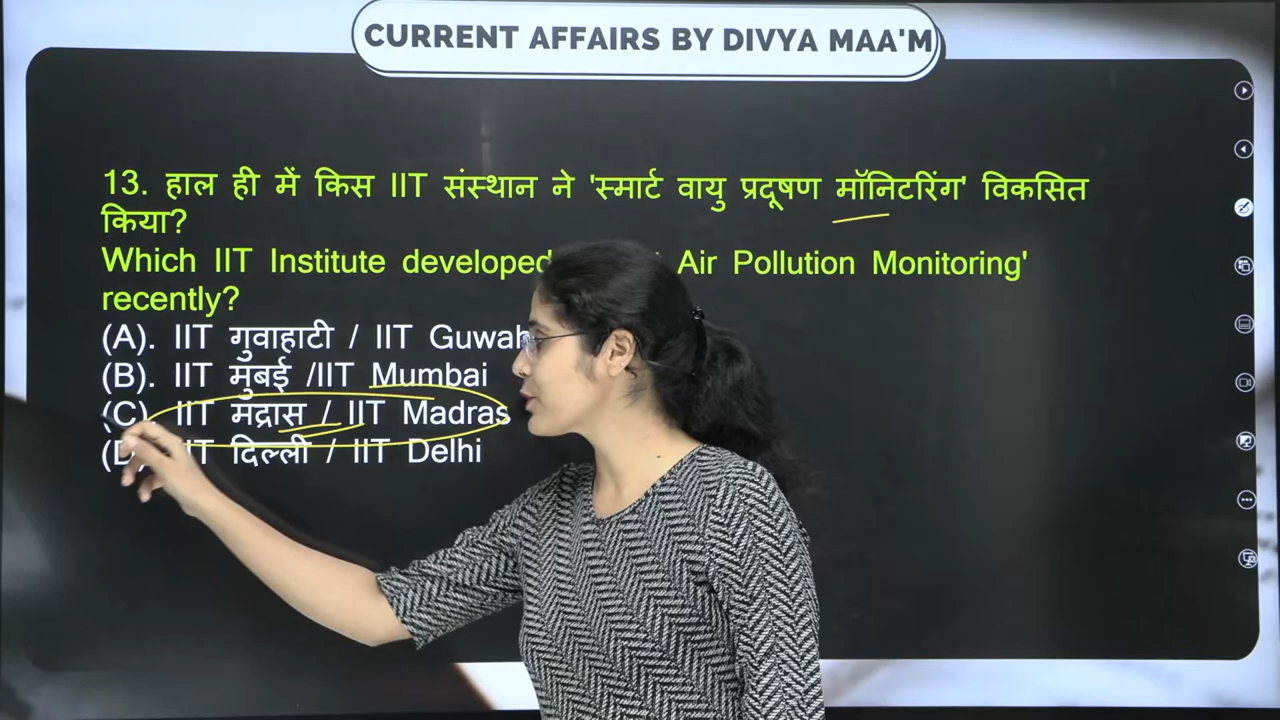 CURRENT AFFAIRS BY DIVYA MAA'M
13. हाल ही में किस IIT संस्थान ने 'स्मार्ट वायु प्रदूषण मॉनिटरिंग' विकसित
किया?
Which IIT Institute developed Air Pollution Monitoring'
recently?
(A). IIT गुवाहाटी / IIT
(B). IIT मुंबई /IIT Mumbai
(C). IIT मद्रास / IIT Madras
(D). IIT दिल्ली / IIT Delhi